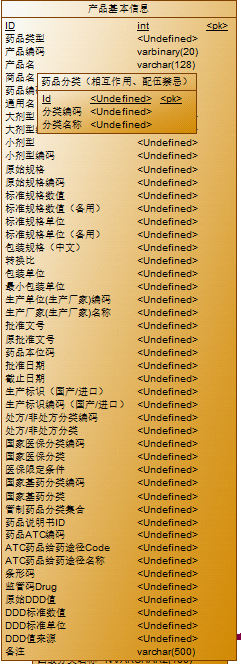 产品基本信息
ID int <pk>
药品类型 <Undefined>
产品编码 varbinary(20)
产品名 varchar(128)
商品名
药品分类（相互作用、配伍禁忌）
药品编
Id <Undefined> <pk>
通用名
分类编码 <Undefined>
大剂型
分类名称 <Undefined>
大剂型
小剂型 <Undefined>
小剂型编码 <Undefined>
原始规格 <Undefined>
原始规格编码 <Undefined>
标准规格数值 <Undefined>
标准规格数值（备用） <Undefined>
标准规格单位 <Undefined>
标准规格单位（备用） <Undefined>
包装规格（中文） <Undefined>
转换比 <Undefined>
包装单位 <Undefined>
最小包装单位 <Undefined>
生产单位(生产厂家)编码 <Undefined>
生产厂家(生产厂家)名称 <Undefined>
批准文号 <Undefined>
原批准文号 <Undefined>
药品本位码 <Undefined>
批准日期 <Undefined>
截止日期 <Undefined>
生产标识（国产/进口） <Undefined>
生产标识编码（国产/进口） <Undefined>
处方/非处方分类编码 <Undefined>
处方/非处方分类 <Undefined>
国家医保分类编码 <Undefined>
国家医保分类 <Undefined>
医保限定条件 <Undefined>
国家基药分类编码 <Undefined>
国家基药分类 <Undefined>
管制药品分类集合 <Undefined>
药品说明书ID <Undefined>
药品ATC编码 <Undefined>
ATC药品给药途径Code <Undefined>
ATC药品给药途径名称 <Undefined>
条形码 <Undefined>
监管码Drug <Undefined>
原始DDD值 <Undefined>
DDD标准数值 <Undefined>
DDD标准单位 <Undefined>
DDD值来源 <Undefined>
备注 varchar(500)